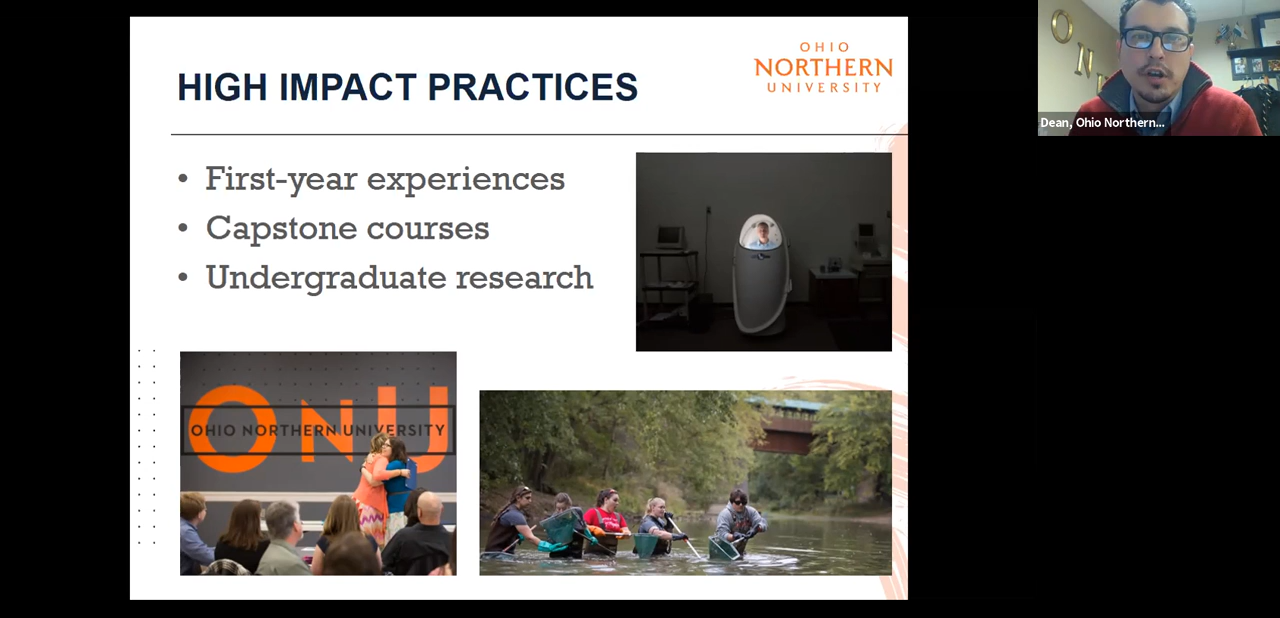 HIGH IMPACT PRACTICES
OHIO
NORTHERN
UNIVERSITY
• First-year experiences
• Capstone courses
• Undergraduate research
ONU
OHIO NORTHERN UNIVERSITY
O
N
Dean, Ohio Northern...